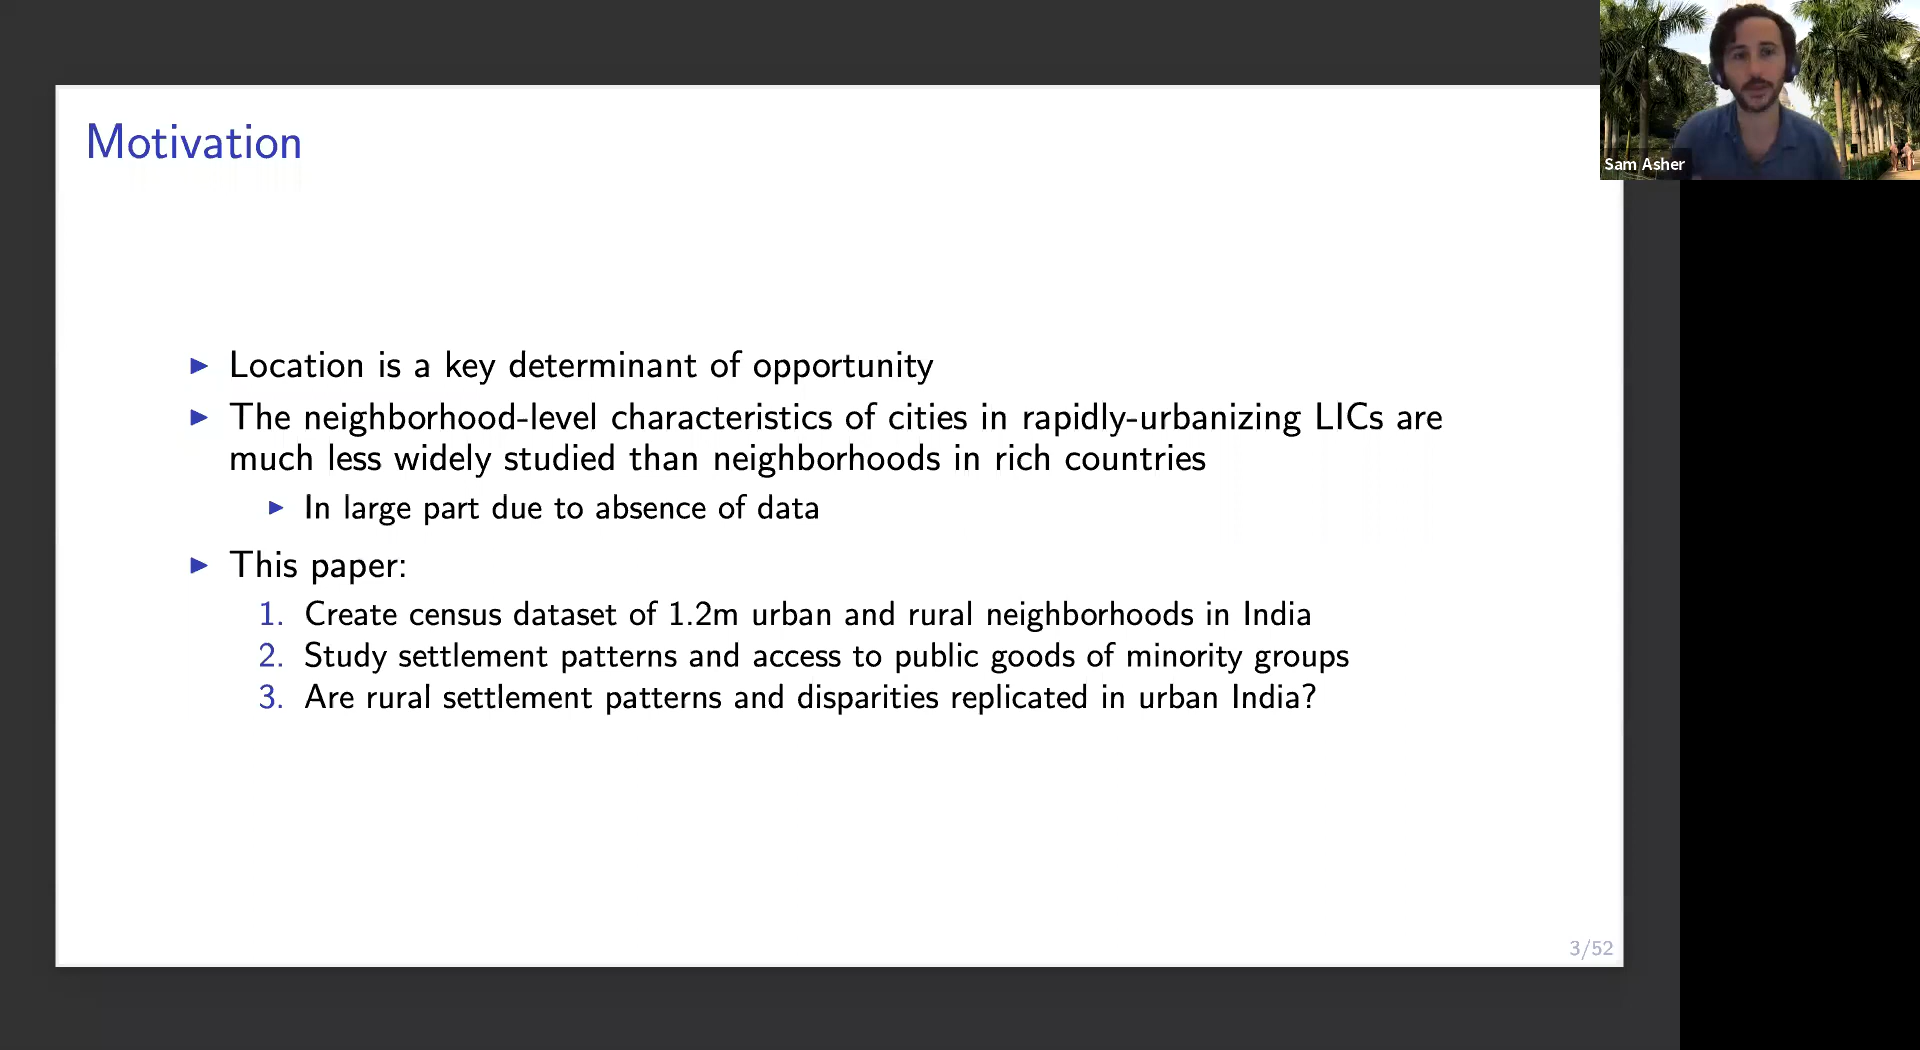 Motivation
Sam Asher
▶ Location is a key determinant of opportunity
▶ The neighborhood-level characteristics of cities in rapidly-urbanizing LICs are
much less widely studied than neighborhoods in rich countries
▶ In large part due to absence of data
▶ This paper:
1. Create census dataset of 1.2m urban and rural neighborhoods in India
2. Study settlement patterns and access to public goods of minority groups
3. Are rural settlement patterns and disparities replicated in urban India?
3/52